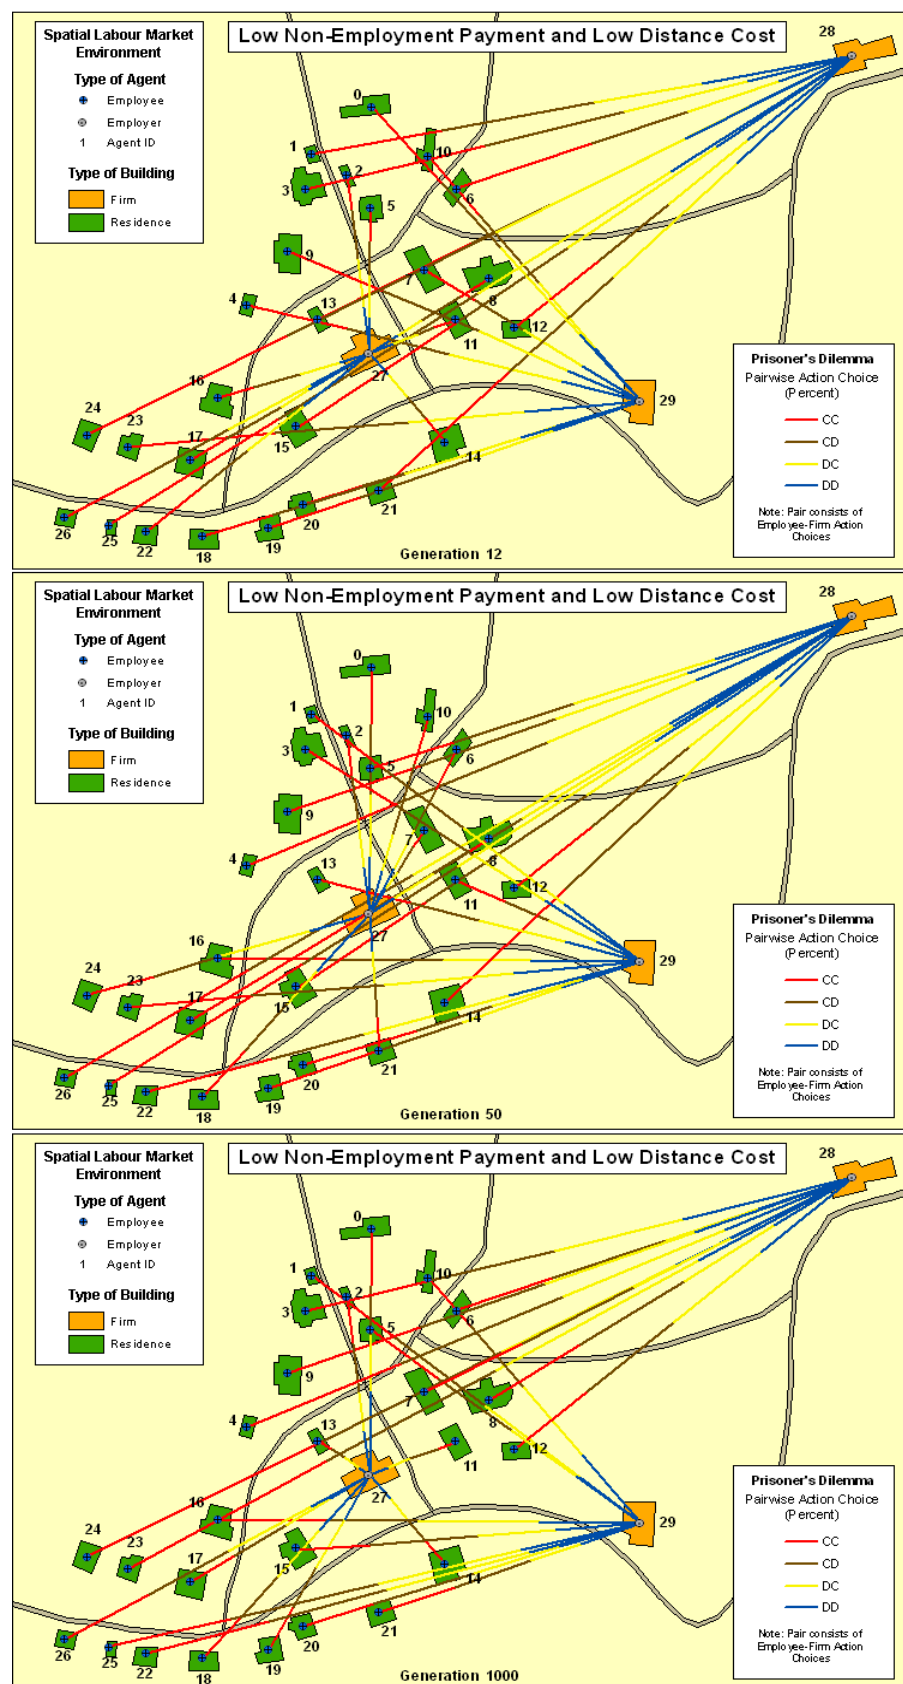 Spatial Labour Market
Environment
Type of Agent
Employee
Employer
1 Agent ID
Type of Building
Firm
Residence
Low Non-Employment Payment and Low Distance Cost
28
0
1
2
10
3
5
6
9
7
8
4
13
11
12
27
16
29
24
23
17
15
14
26
25
22
18
19
20
21
Prisoner's Dilemma
Pairwise Action Choice
(Percent)
CC
CD
DC
DD
Note: Pair consists of
Employee-Firm Action
Choices
Generation 12
Spatial Labour Market
Environment
Type of Agent
Employee
Employer
1 Agent ID
Type of Building
Firm
Residence
Low Non-Employment Payment and Low Distance Cost
28
0
1
2
10
3
5
6
9
7
8
4
13
11
12
27
16
29
24
23
17
15
14
26
25
22
18
19
20
21
Prisoner's Dilemma
Pairwise Action Choice
(Percent)
CC
CD
DC
DD
Note: Pair consists of
Employee-Firm Action
Choices
Generation 50
Spatial Labour Market
Environment
Type of Agent
Employee
Employer
1 Agent ID
Type of Building
Firm
Residence
Low Non-Employment Payment and Low Distance Cost
28
0
1
2
10
3
5
6
9
7
8
4
13
11
12
27
16
29
24
23
17
15
14
26
25
22
18
19
20
21
Prisoner's Dilemma
Pairwise Action Choice
(Percent)
CC
CD
DC
DD
Note: Pair consists of
Employee-Firm Action
Choices
Generation 1000